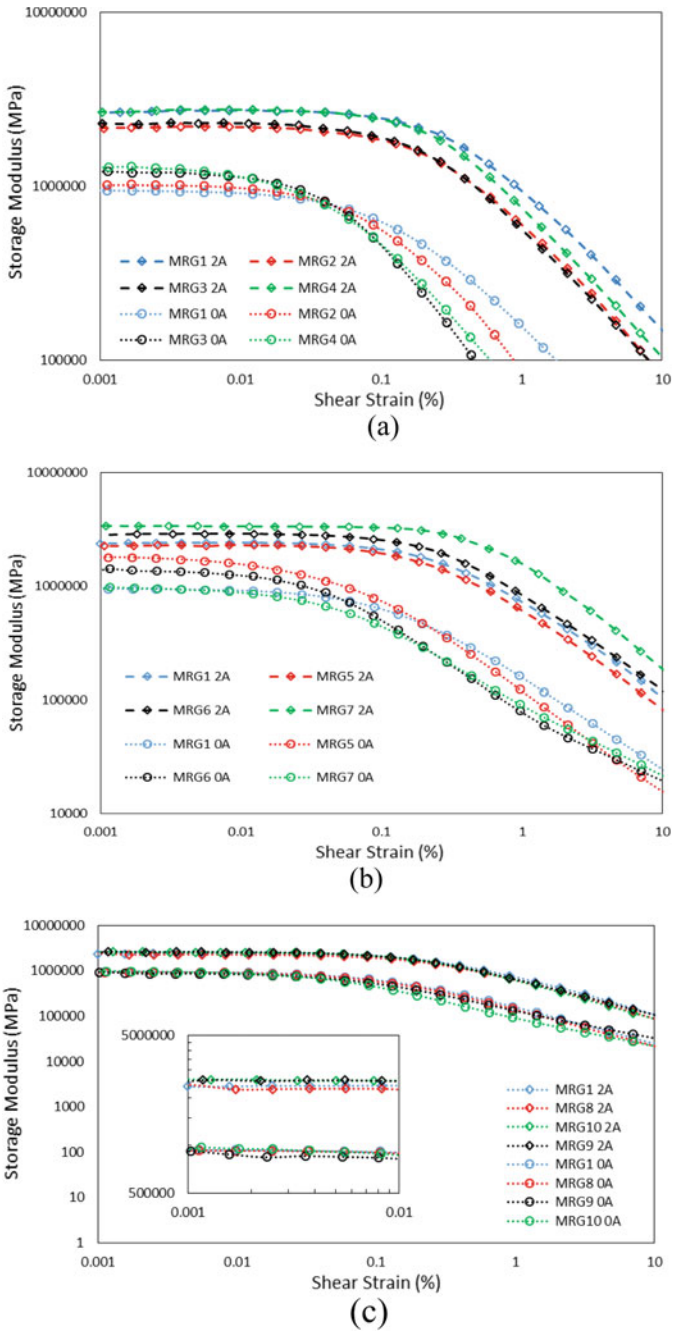 10000000
1000000
100000
Storage Modulus (MPa)
MRG1 2A
MRG2 2A
MRG3 2A
MRG4 2A
MRG1 0A
MRG2 0A
MRG3 0A
MRG4 0A
0.001
0.01
0.1
1
10
Shear Strain (%)
(a)
10000000
1000000
100000
10000
Storage Modulus (MPa)
MRG1 2A
MRG5 2A
MRG6 2A
MRG7 2A
MRG1 0A
MRG5 0A
MRG6 0A
MRG7 0A
0.001
0.01
0.1
1
10
Shear Strain (%)
(b)
10000000
1000000
100000
10000
1000
100
10
1
Storage Modulus (MPa)
5000000
500000
0.001
0.01
MRG1 2A
MRG8 2A
MRG10 2A
MRG9 2A
MRG1 0A
MRG8 0A
MRG9 0A
MRG10 0A
0.001
0.01
0.1
1
10
Shear Strain (%)
(c)